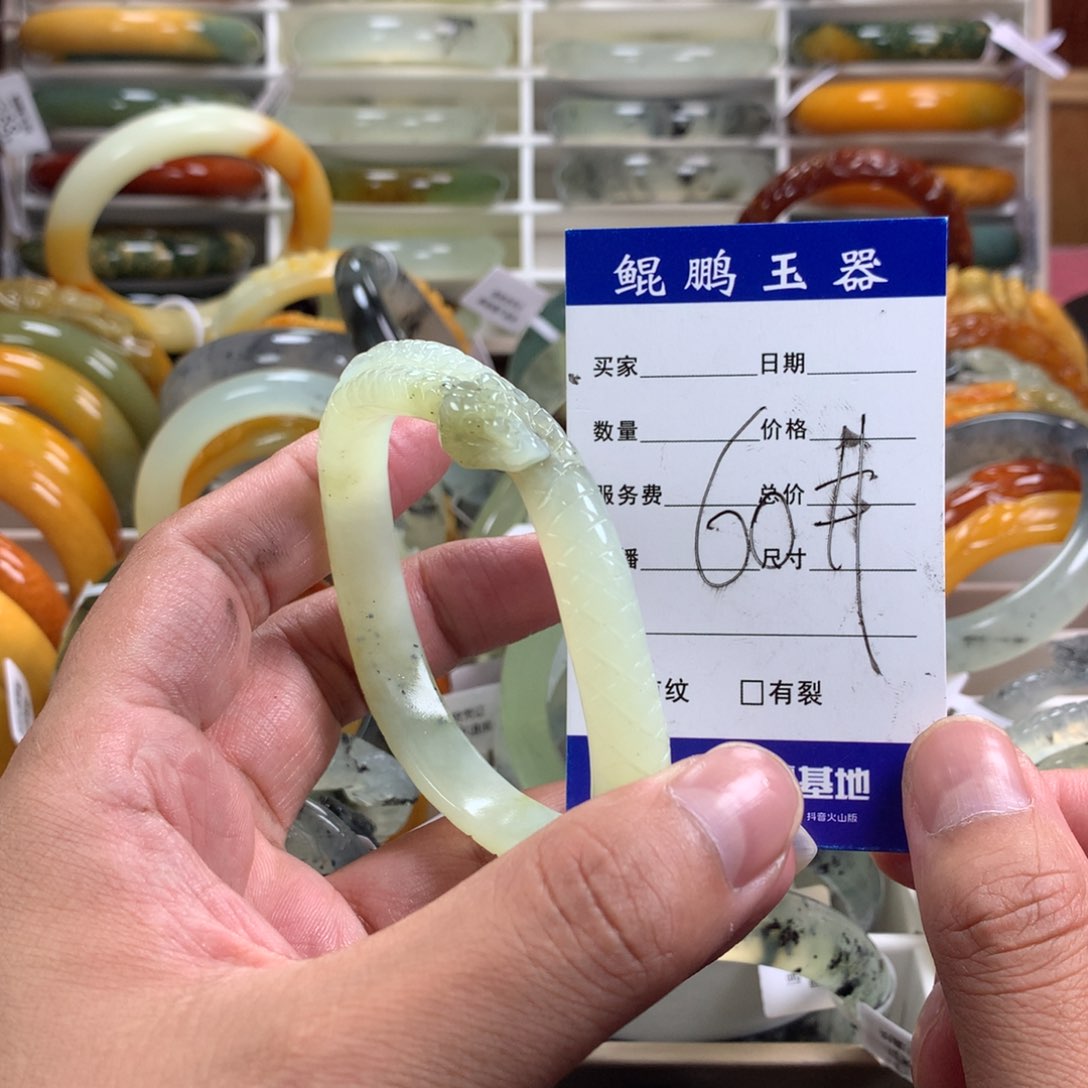 鲲鹏玉器
买家 日期
数量 价格
服务费 总价
60#
播 尺寸
纹 □有裂
基地
抖音火山版